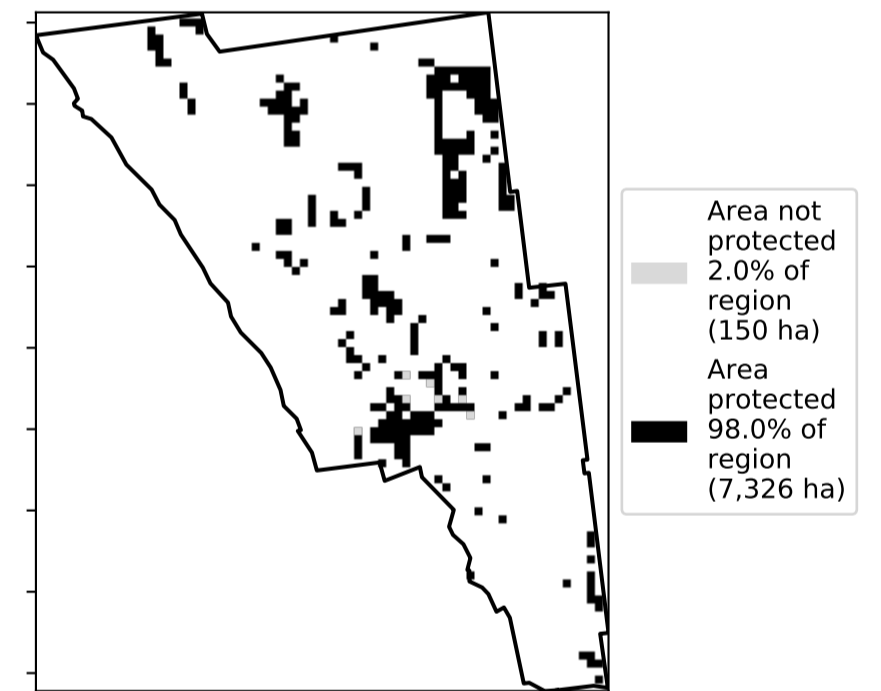 Area not
protected
2.0% of
region
(150 ha)
Area
protected
98.0% of
region
(7,326 ha)